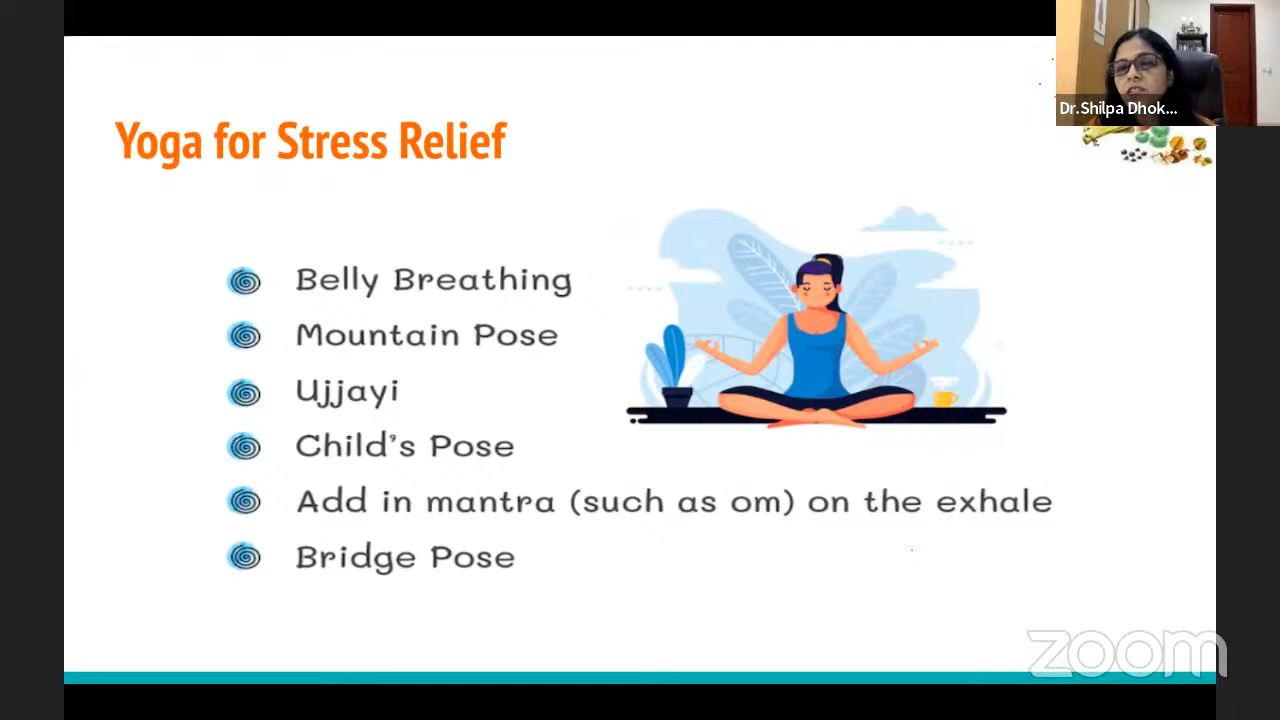 Dr.Shilpa Dhok...
Yoga for Stress Relief
Belly Breathing
Mountain Pose
Ujjayi
Child's Pose
Add in mantra (such as om) on the exhale
Bridge Pose
zoom